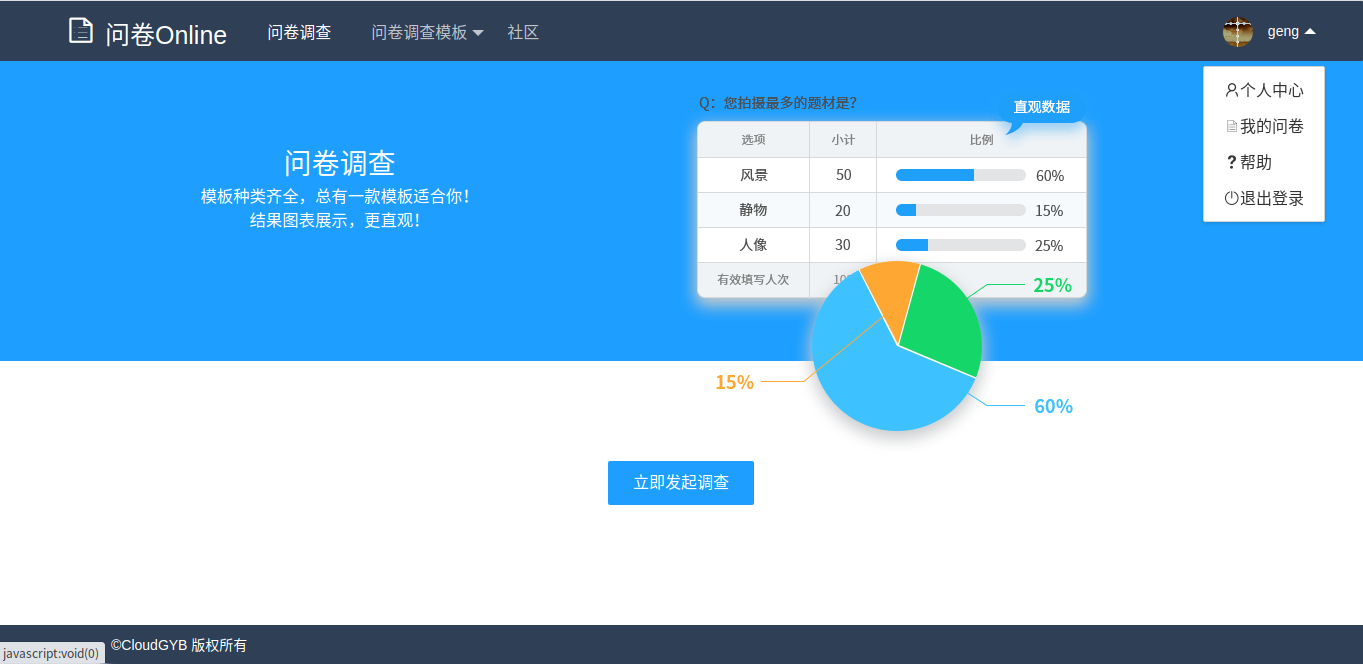 问卷Online 问卷调查 问卷调查模板 社区 geng
个人中心
我的问卷
?帮助
退出登录
问卷调查
模板种类齐全，总有一款模板适合你！
结果图表展示，更直观！
Q：您拍摄最多的题材是？
直观数据
选项 小计 比例
风景 50 60%
静物 20 15%
人像 30 25%
有效填写人次
25%
15%
60%
立即发起调查
©CloudGYB 版权所有
javascript:void(0)